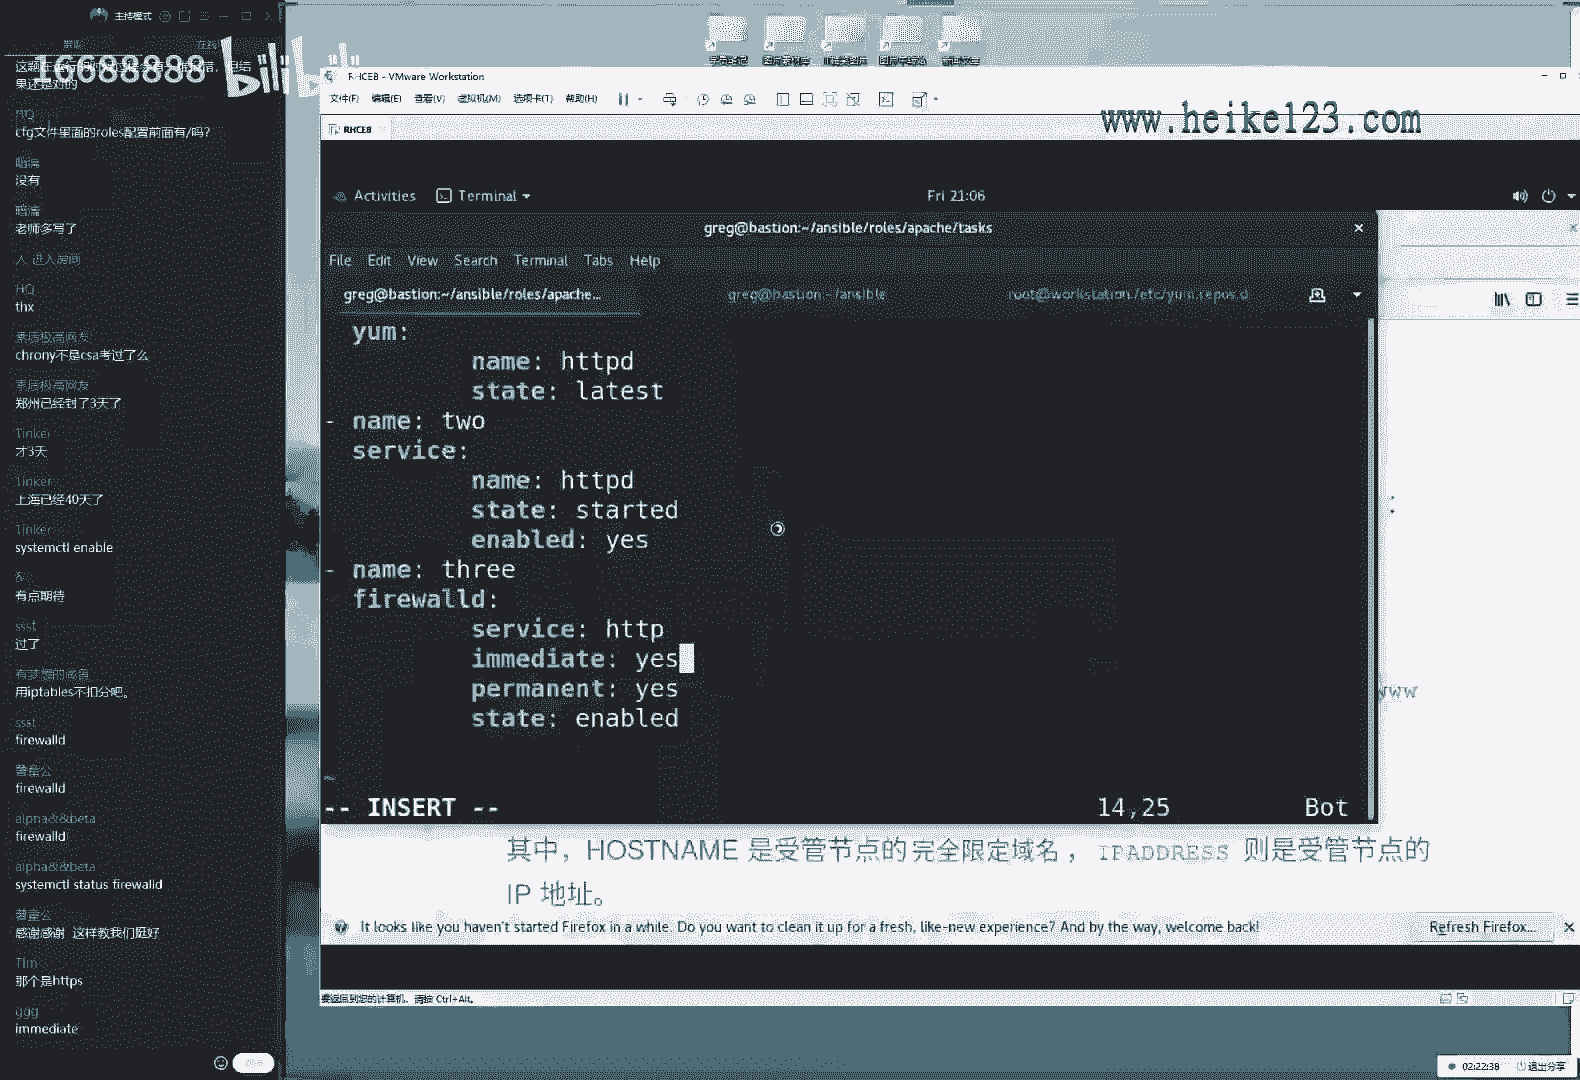 主持模式
16688888
bilibili
果还是对的
HQ
cfg文件里面的roles配置前面有/吗?
没有
老师多写了
人 进入房间
HQ
thx
素质极高网友
chrony不是csa考过了么
素质极高网友
郑州已经封了3天了
Tinker
才3天
Tinker
上海已经40天了
Tinker
systemctl enable
有点期待
ssst
过了
有梦想的咸鱼
用iptables不扣分吧。
ssst
firewalld
firewalld
alpha&&beta
firewalld
alpha&&beta
systemctl status firewalld
感谢感谢 这样教我们挺好
Tim
那个是https
ggg
immediate
RHCE8 - VMware Workstation
文件(F) 编辑(E) 查看(V) 虚拟机(M) 选项卡(T) 帮助(H)
www.heike123.com
RHCE8
Activities Terminal
Fri 21:06
greg@bastion:~/ansible/roles/apache/tasks
File Edit View Search Terminal Tabs Help
greg@bastion:~/ansible/roles/apache...
greg@bastion:~/ansible
root@workstation:/etc/yum.repos.d
yum:
name: httpd
state: latest
- name: two
service:
name: httpd
state: started
enabled: yes
- name: three
firewalld:
service: http
immediate: yes
permanent: yes
state: enabled
~
-- INSERT --
14,25
Bot
www
其中，HOSTNAME 是受管节点的完全限定域名， IPADDRESS 则是受管节点的
IP 地址。
It looks like you haven't started Firefox in a while. Do you want to clean it up for a fresh, like-new experience? And by the way, welcome back!
Refresh Firefox...
要返回到您的计算机，请按 Ctrl+Alt。
02:22:38
退出分享